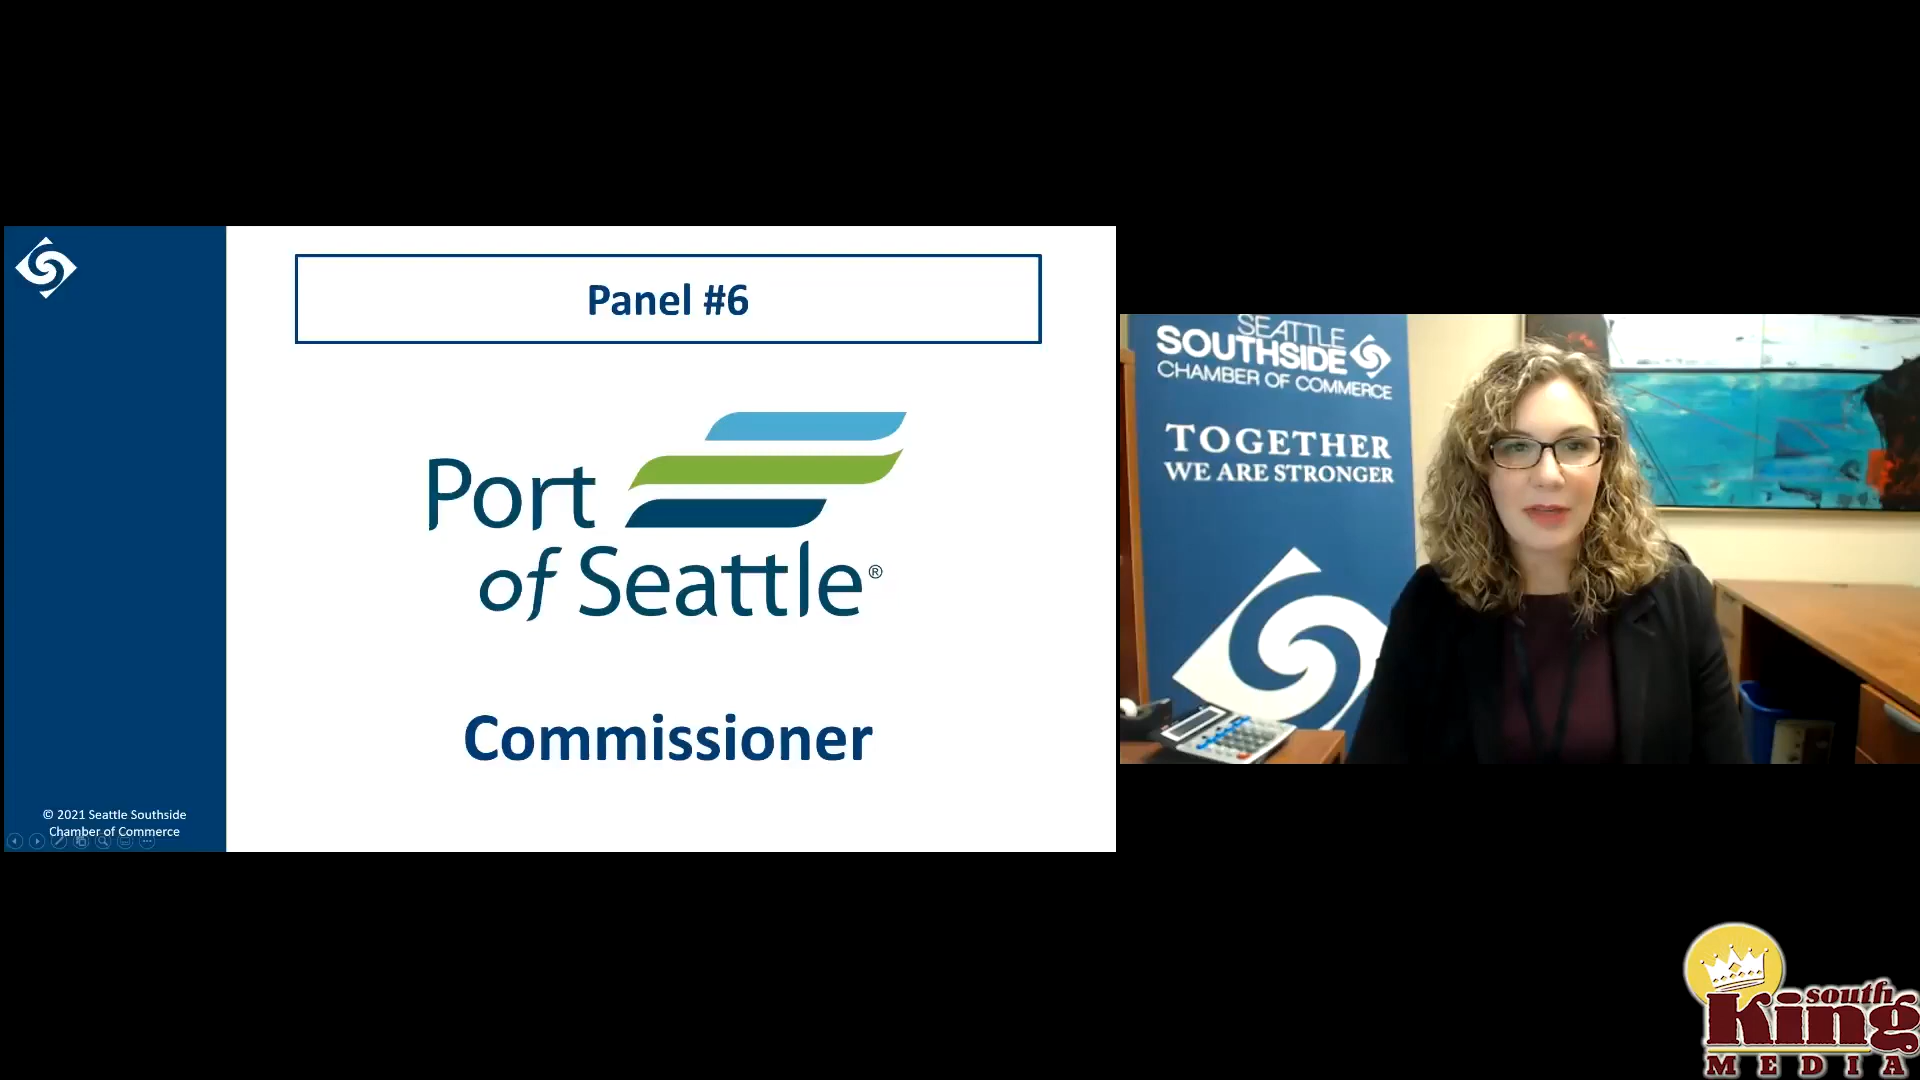 Panel #6
Port
of Seattle®
Commissioner
© 2021 Seattle Southside
Chamber of Commerce
SEATTLE
SOUTHSIDE
CHAMBER OF COMMERCE
TOGETHER
WE ARE STRONGER
south
King
MEDIA